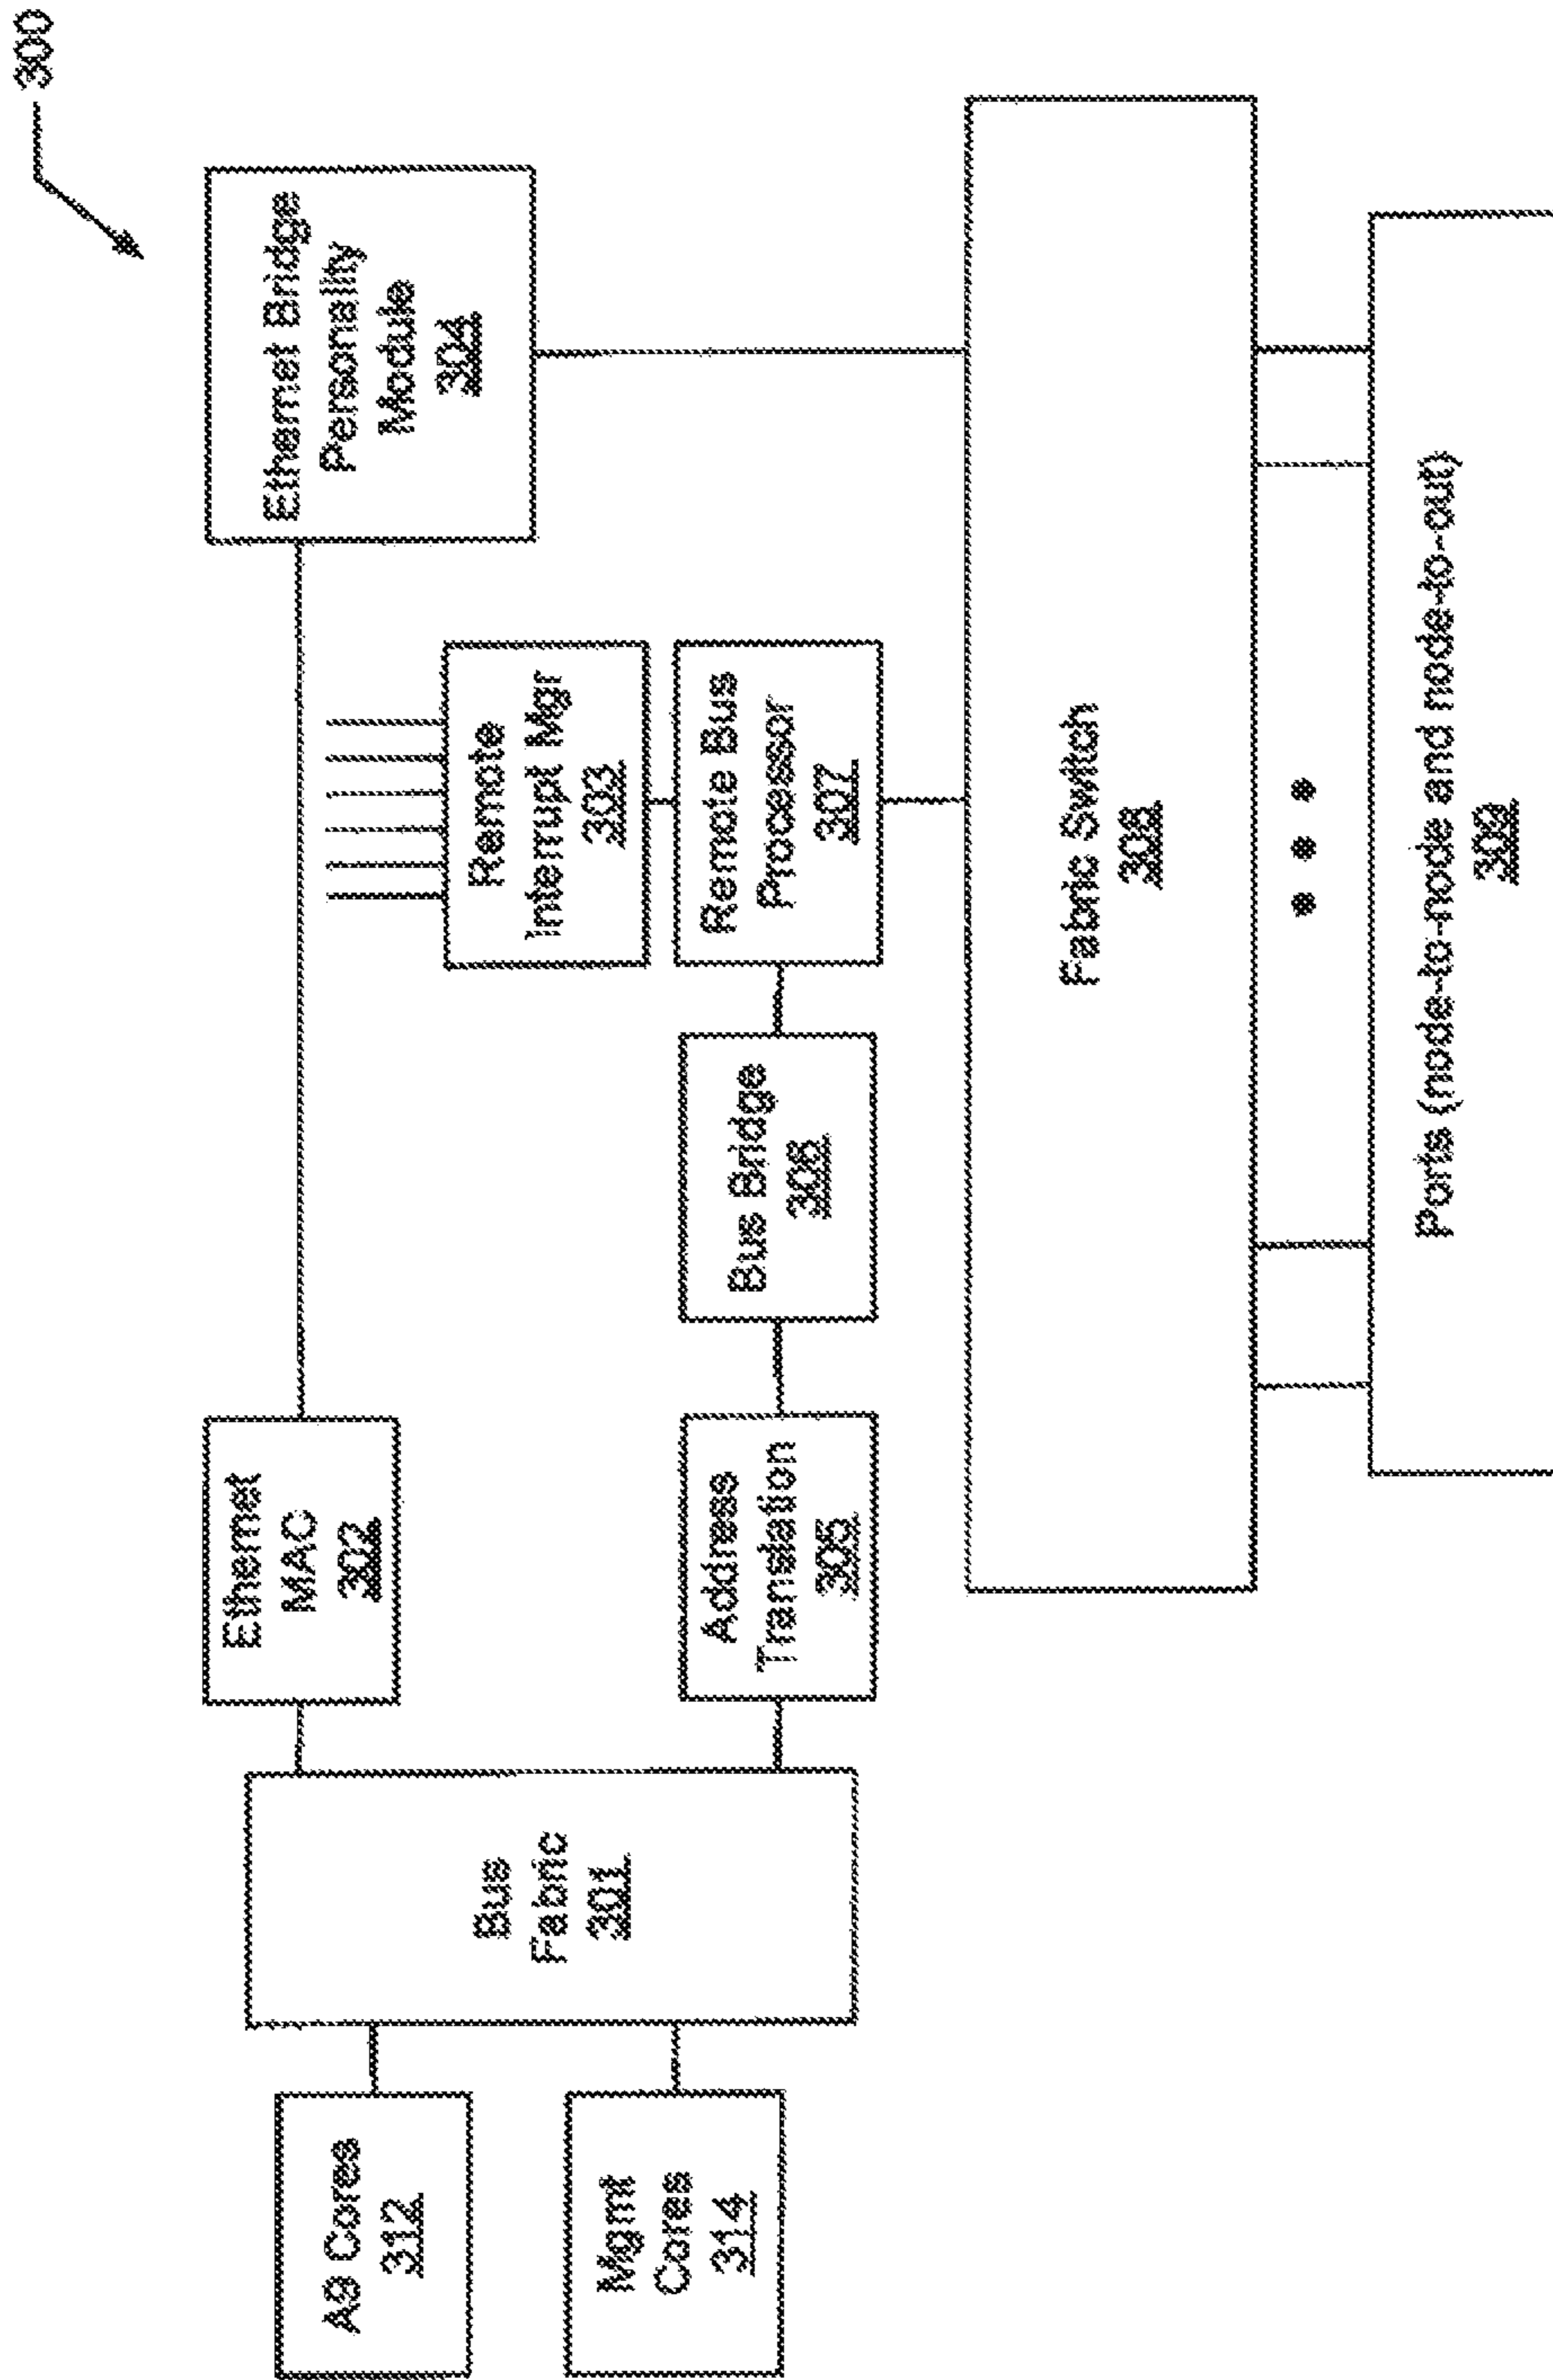 300
Ethernet
MAC
302
Ethernet Bridge
Personality
Module
304
A9 Cores
312
Bus
Fabric
301
Remote
Interrupt Mgr
303
Mgmt
Cores
314
Address
Translation
305
Bus Bridge
306
Remote Bus
Processor
307
Fabric Switch
308
Ports (node-to-node and node-to-out)
309